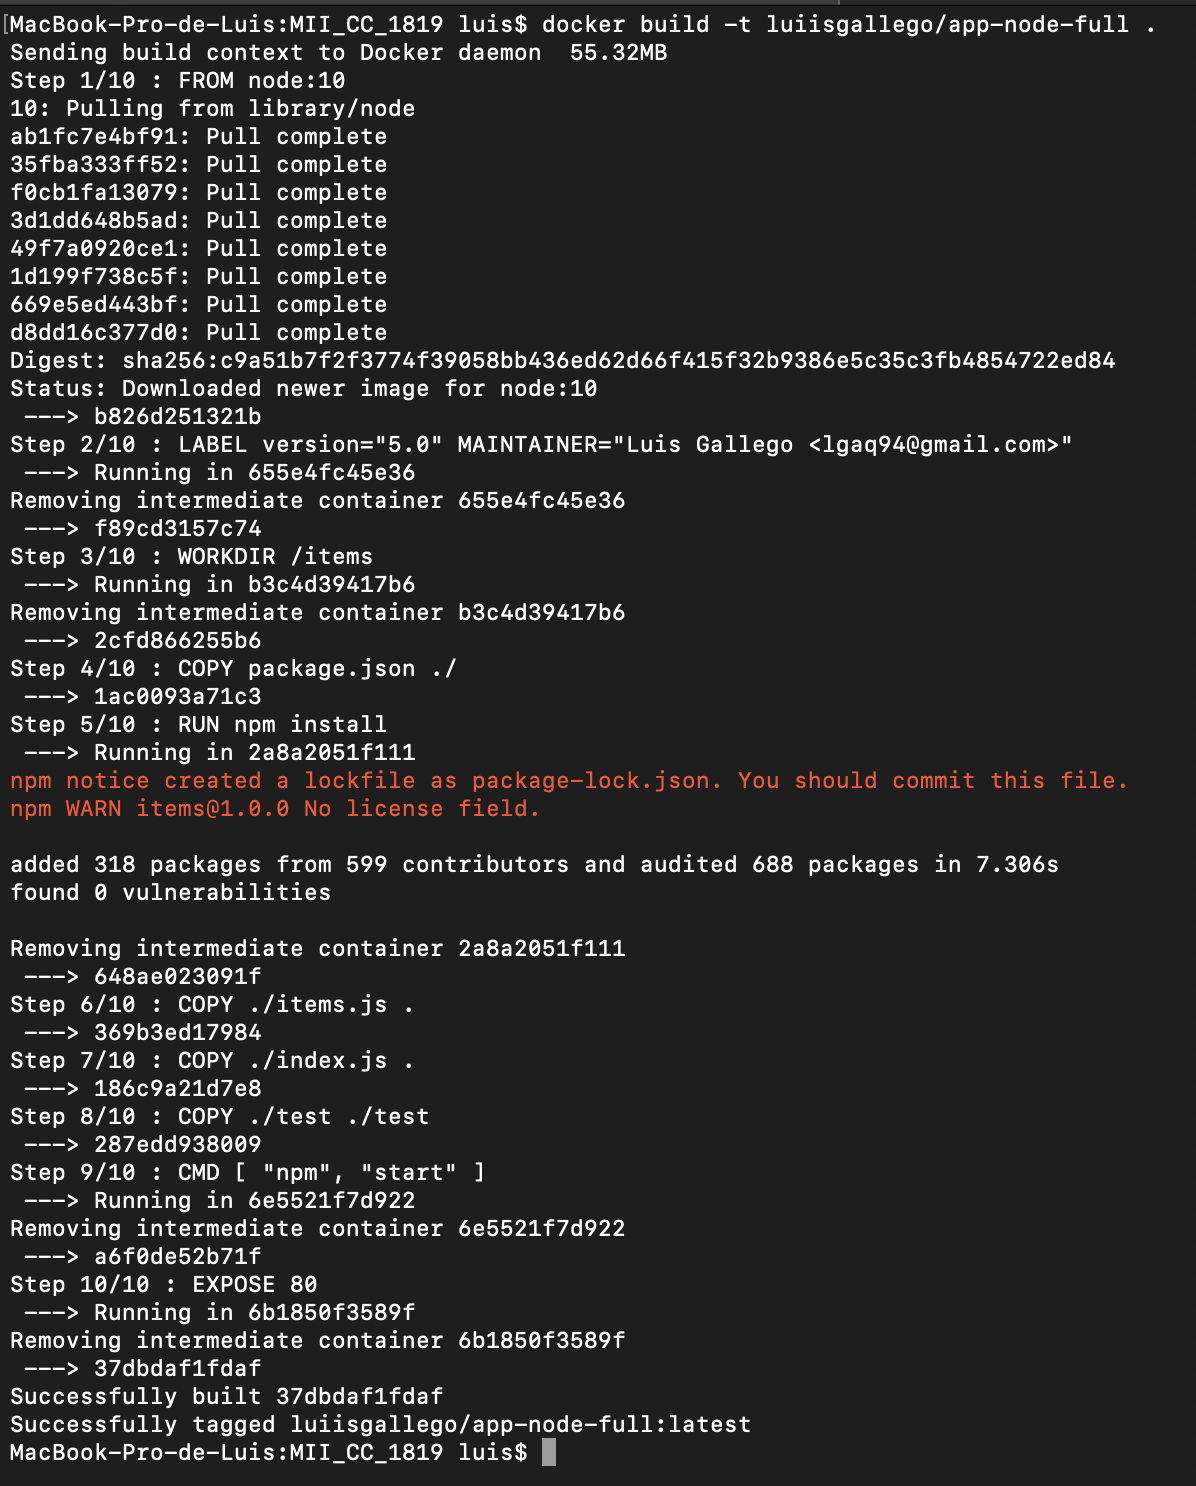 [MacBook-Pro-de-Luis:MII_CC_1819 luis$ docker build -t luiisgallego/app-node-full .
Sending build context to Docker daemon  55.32MB
Step 1/10 : FROM node:10
10: Pulling from library/node
ab1fc7e4bf91: Pull complete
35fba333ff52: Pull complete
f0cb1fa13079: Pull complete
3d1dd648b5ad: Pull complete
49f7a0920ce1: Pull complete
1d199f738c5f: Pull complete
669e5ed443bf: Pull complete
d8dd16c377d0: Pull complete
Digest: sha256:c9a51b7f2f3774f39058bb436ed62d66f415f32b9386e5c35c3fb4854722ed84
Status: Downloaded newer image for node:10
 ---> b826d251321b
Step 2/10 : LABEL version="5.0" MAINTAINER="Luis Gallego <lgaq94@gmail.com>"
 ---> Running in 655e4fc45e36
Removing intermediate container 655e4fc45e36
 ---> f89cd3157c74
Step 3/10 : WORKDIR /items
 ---> Running in b3c4d39417b6
Removing intermediate container b3c4d39417b6
 ---> 2cfd866255b6
Step 4/10 : COPY package.json ./
 ---> 1ac0093a71c3
Step 5/10 : RUN npm install
 ---> Running in 2a8a2051f111
npm notice created a lockfile as package-lock.json. You should commit this file.
npm WARN items@1.0.0 No license field.

added 318 packages from 599 contributors and audited 688 packages in 7.306s
found 0 vulnerabilities

Removing intermediate container 2a8a2051f111
 ---> 648ae023091f
Step 6/10 : COPY ./items.js .
 ---> 369b3ed17984
Step 7/10 : COPY ./index.js .
 ---> 186c9a21d7e8
Step 8/10 : COPY ./test ./test
 ---> 287edd938009
Step 9/10 : CMD [ "npm", "start" ]
 ---> Running in 6e5521f7d922
Removing intermediate container 6e5521f7d922
 ---> a6f0de52b71f
Step 10/10 : EXPOSE 80
 ---> Running in 6b1850f3589f
Removing intermediate container 6b1850f3589f
 ---> 37dbdaf1fdaf
Successfully built 37dbdaf1fdaf
Successfully tagged luiisgallego/app-node-full:latest
MacBook-Pro-de-Luis:MII_CC_1819 luis$